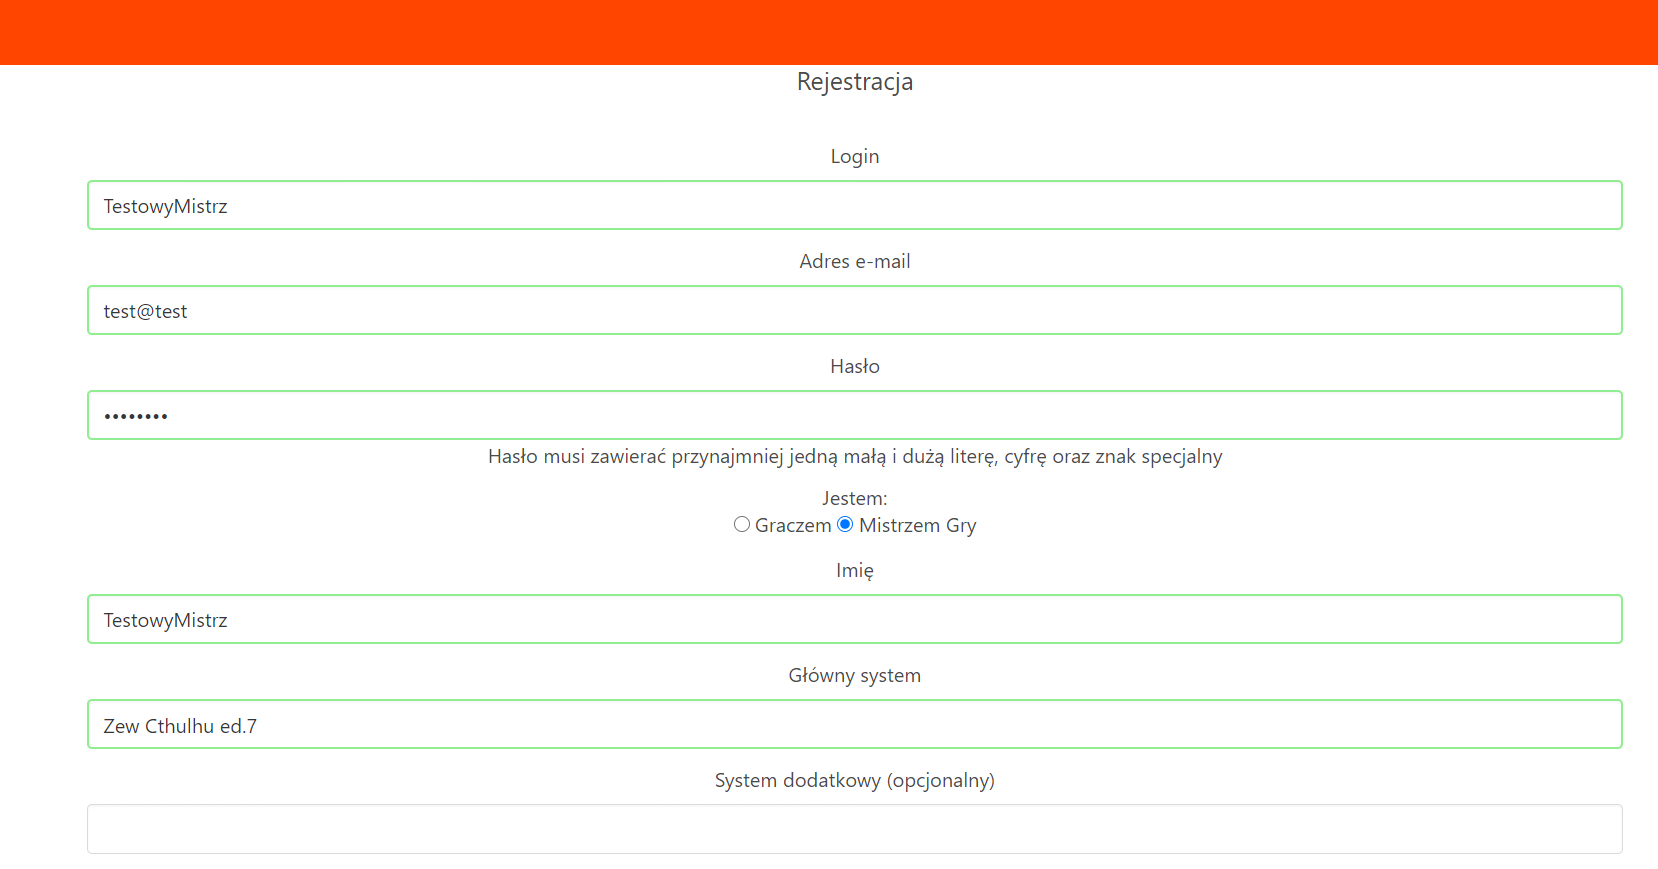 Rejestracja
Login
TestowyMistrz
Adres e-mail
test@test
Hasło
••••••••
Hasło musi zawierać przynajmniej jedną małą i dużą literę, cyfrę oraz znak specjalny
Jestem:
Graczem Mistrzem Gry
Imię
TestowyMistrz
Główny system
Zew Cthulhu ed.7
System dodatkowy (opcjonalny)